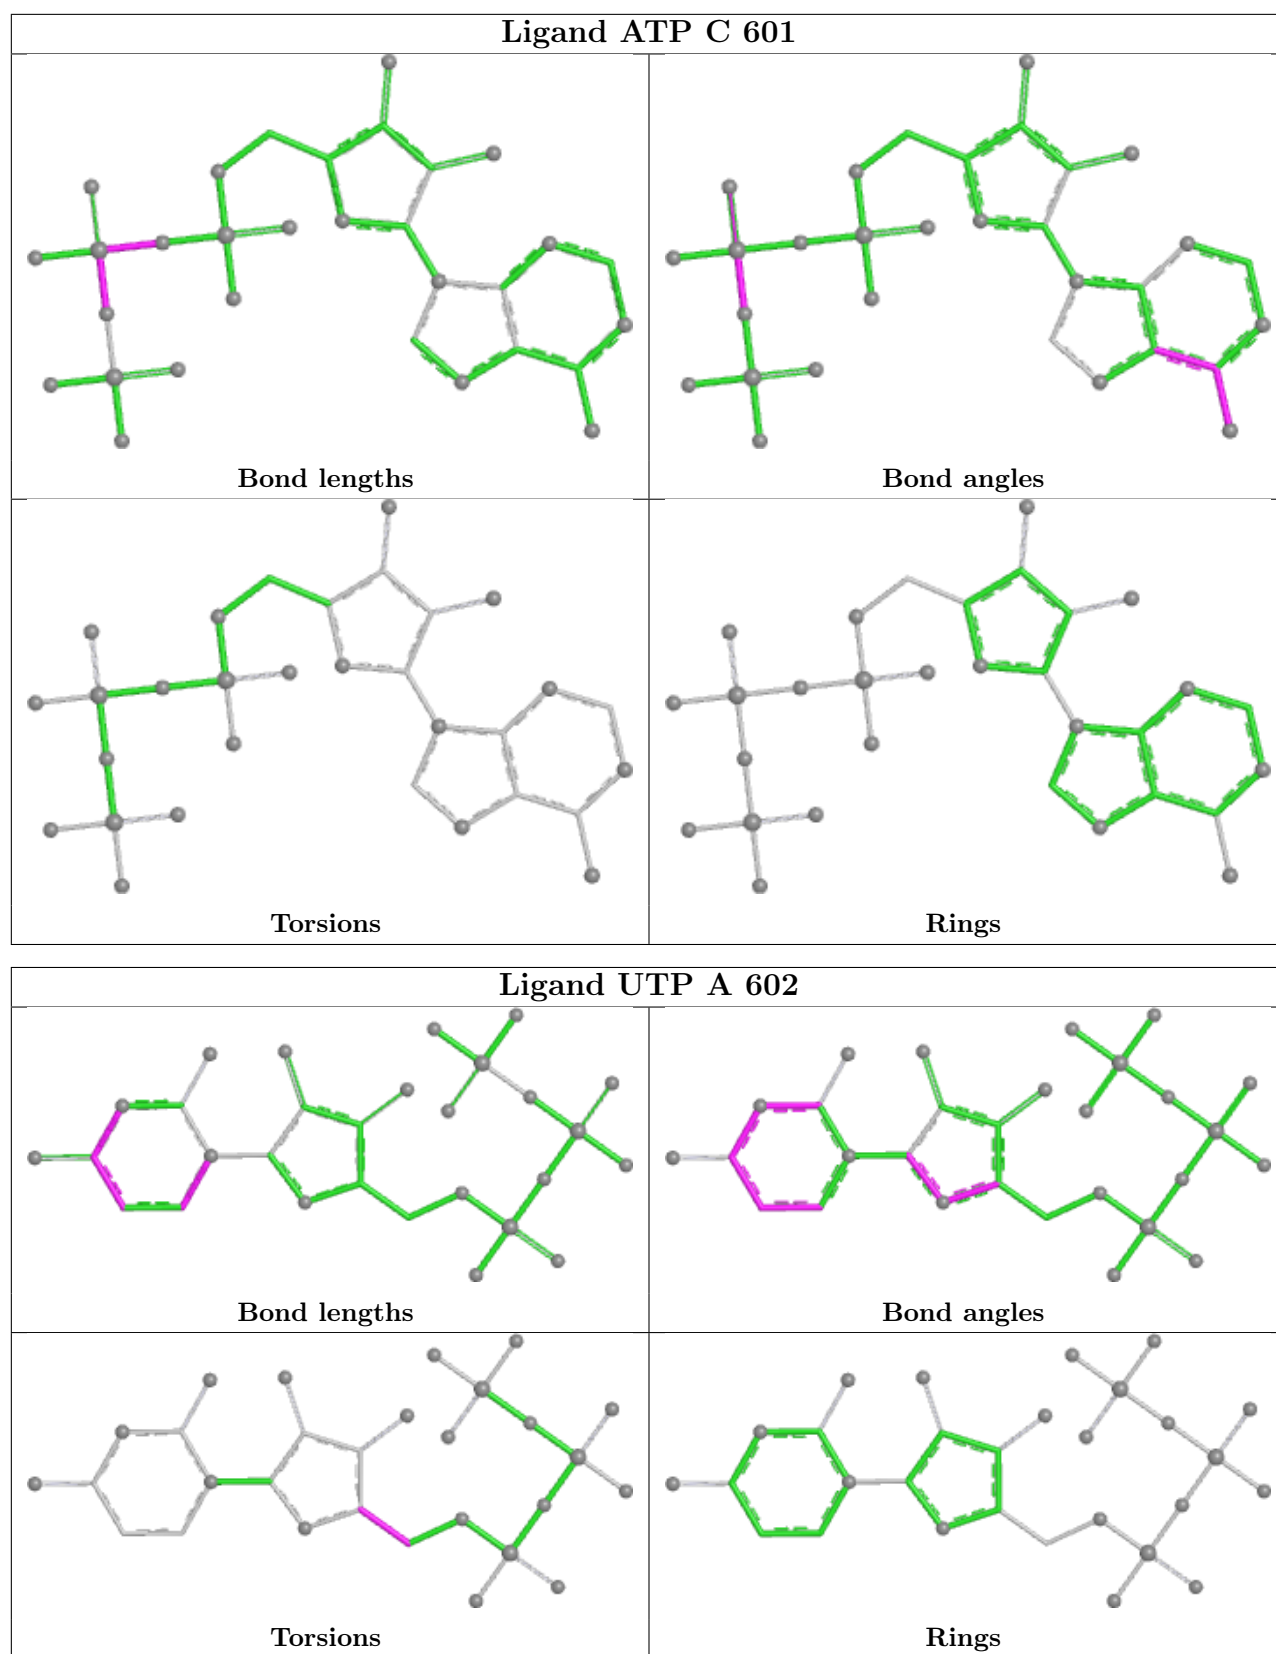 Ligand ATP C 601
Bond lengths
Bond angles
Torsions
Rings
Ligand UTP A 602
Bond lengths
Bond angles
Torsions
Rings